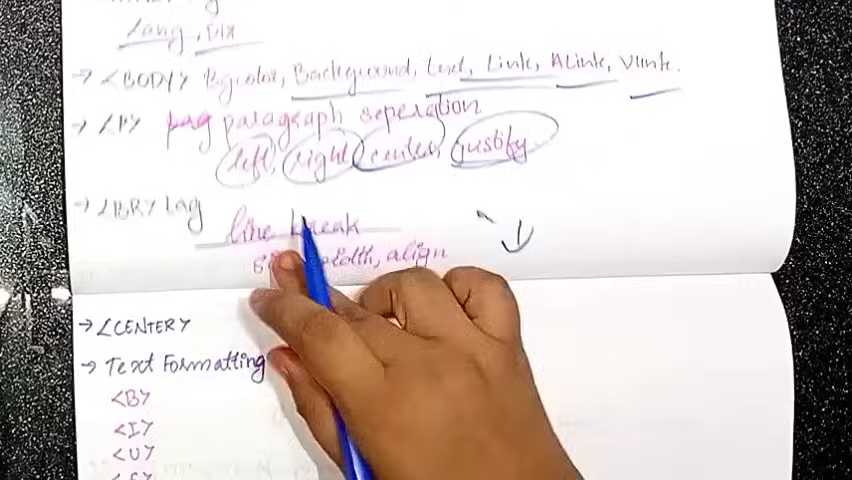 Lang, Dir
→ <BODY> Bgcolor, Background, Text, Link, ALink, Vlink.
→ <P> paragraph seperation
left, right, center, justify
→ <BR> tag
line break
width, align
→ <CENTER>
→ Text Formatting
<B>
<I>
<U>